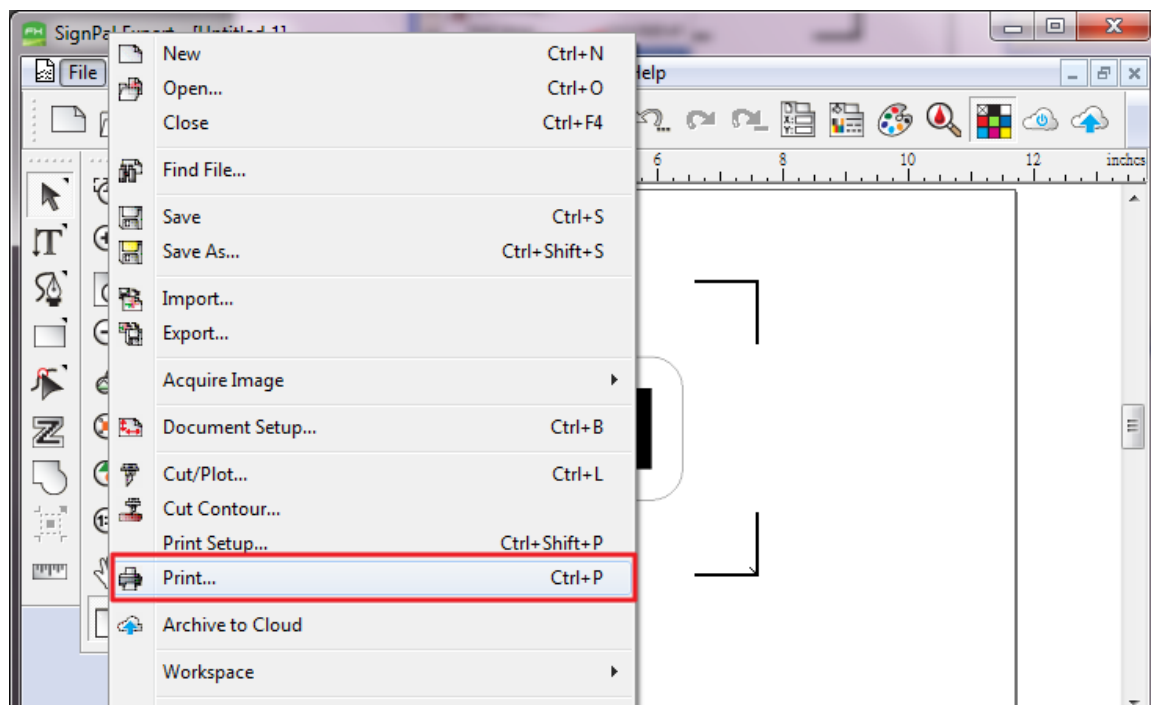 FH SignPal Expert - [Untitled 1]
File Help
New Ctrl+N
Open... Ctrl+O
Close Ctrl+F4
6 8 10 12 inches
Find File...
Save Ctrl+S
Save As... Ctrl+Shift+S
Import...
Export...
Acquire Image
Document Setup... Ctrl+B
Cut/Plot... Ctrl+L
Cut Contour...
Print Setup... Ctrl+Shift+P
Print... Ctrl+P
Archive to Cloud
Workspace